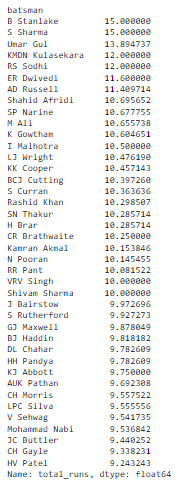 batsman
B Stanlake 15.000000
S Sharma 15.000000
Umar Gul 13.894737
KMDN Kulasekara 12.000000
RS Sodhi 12.000000
ER Dwivedi 11.600000
AD Russell 11.409714
Shahid Afridi 10.695652
SP Narine 10.677755
M Ali 10.655738
K Gowtham 10.604651
I Malhotra 10.500000
LJ Wright 10.476190
KK Cooper 10.457143
BCJ Cutting 10.397260
S Curran 10.363636
Rashid Khan 10.298507
SN Thakur 10.285714
H Brar 10.285714
CR Brathwaite 10.250000
Kamran Akmal 10.153846
N Pooran 10.145455
RR Pant 10.081522
VRV Singh 10.000000
Shivam Sharma 10.000000
J Bairstow 9.972696
S Rutherford 9.927273
GJ Maxwell 9.878049
BJ Haddin 9.818182
DL Chahar 9.782609
HH Pandya 9.782609
KJ Abbott 9.750000
AUK Pathan 9.692308
CH Morris 9.557522
LPC Silva 9.555556
V Sehwag 9.541735
Mohammad Nabi 9.536842
JC Buttler 9.440252
CH Gayle 9.338231
HV Patel 9.243243
Name: total_runs, dtype: float64